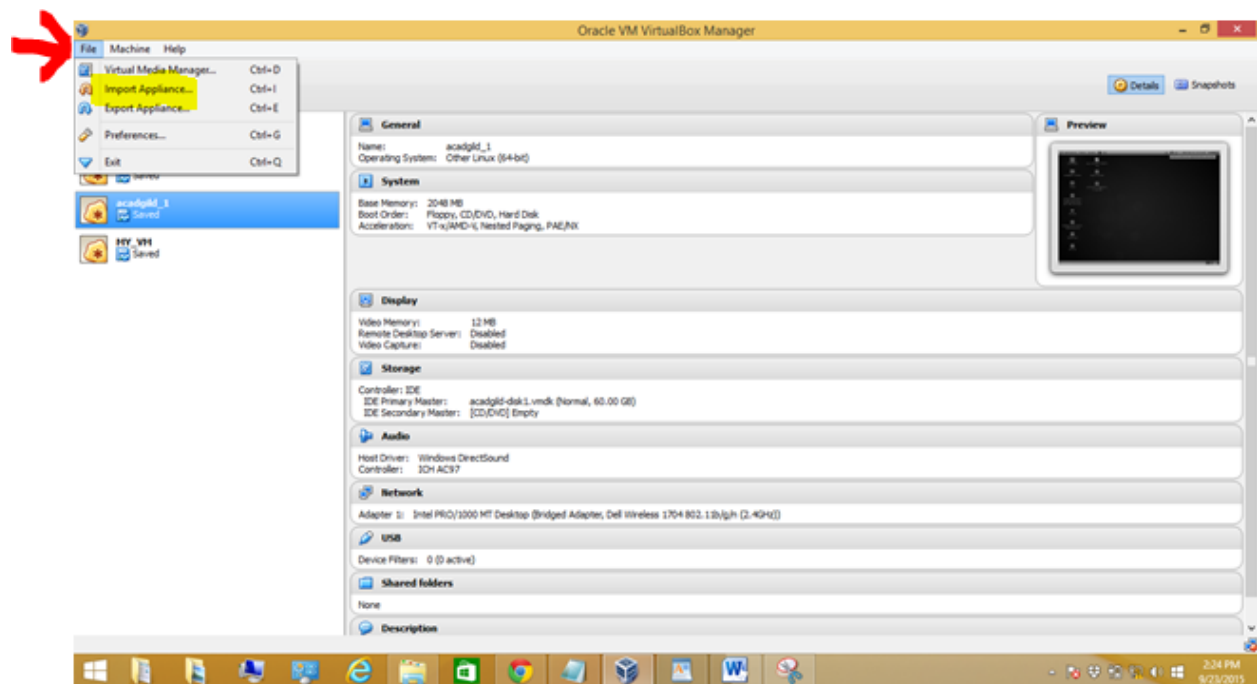 Oracle VM VirtualBox Manager
File Machine Help
Virtual Media Manager... Ctrl+D
Import Appliance... Ctrl+I
Export Appliance... Ctrl+E
Preferences... Ctrl+G
Exit Ctrl+Q
Details Snapshots
Saved
acadgild_1
Saved
MY_VM
Saved
General
Name: acadgild_1
Operating System: Other Linux (64-bit)
System
Base Memory: 2048 MB
Boot Order: Floppy, CD/DVD, Hard Disk
Acceleration: VT-x/AMD-V, Nested Paging, PAE/NX
Preview
Display
Video Memory: 12 MB
Remote Desktop Server: Disabled
Video Capture: Disabled
Storage
Controller: IDE
IDE Primary Master: acadgild-disk1.vmdk (Normal, 60.00 GB)
IDE Secondary Master: [CD/DVD] Empty
Audio
Host Driver: Windows DirectSound
Controller: ICH AC97
Network
Adapter 1: Intel PRO/1000 MT Desktop (Bridged Adapter, Dell Wireless 1704 802.11b/g/n (2.4GHz))
USB
Device Filters: 0 (0 active)
Shared folders
None
Description
2:24 PM
9/23/2015